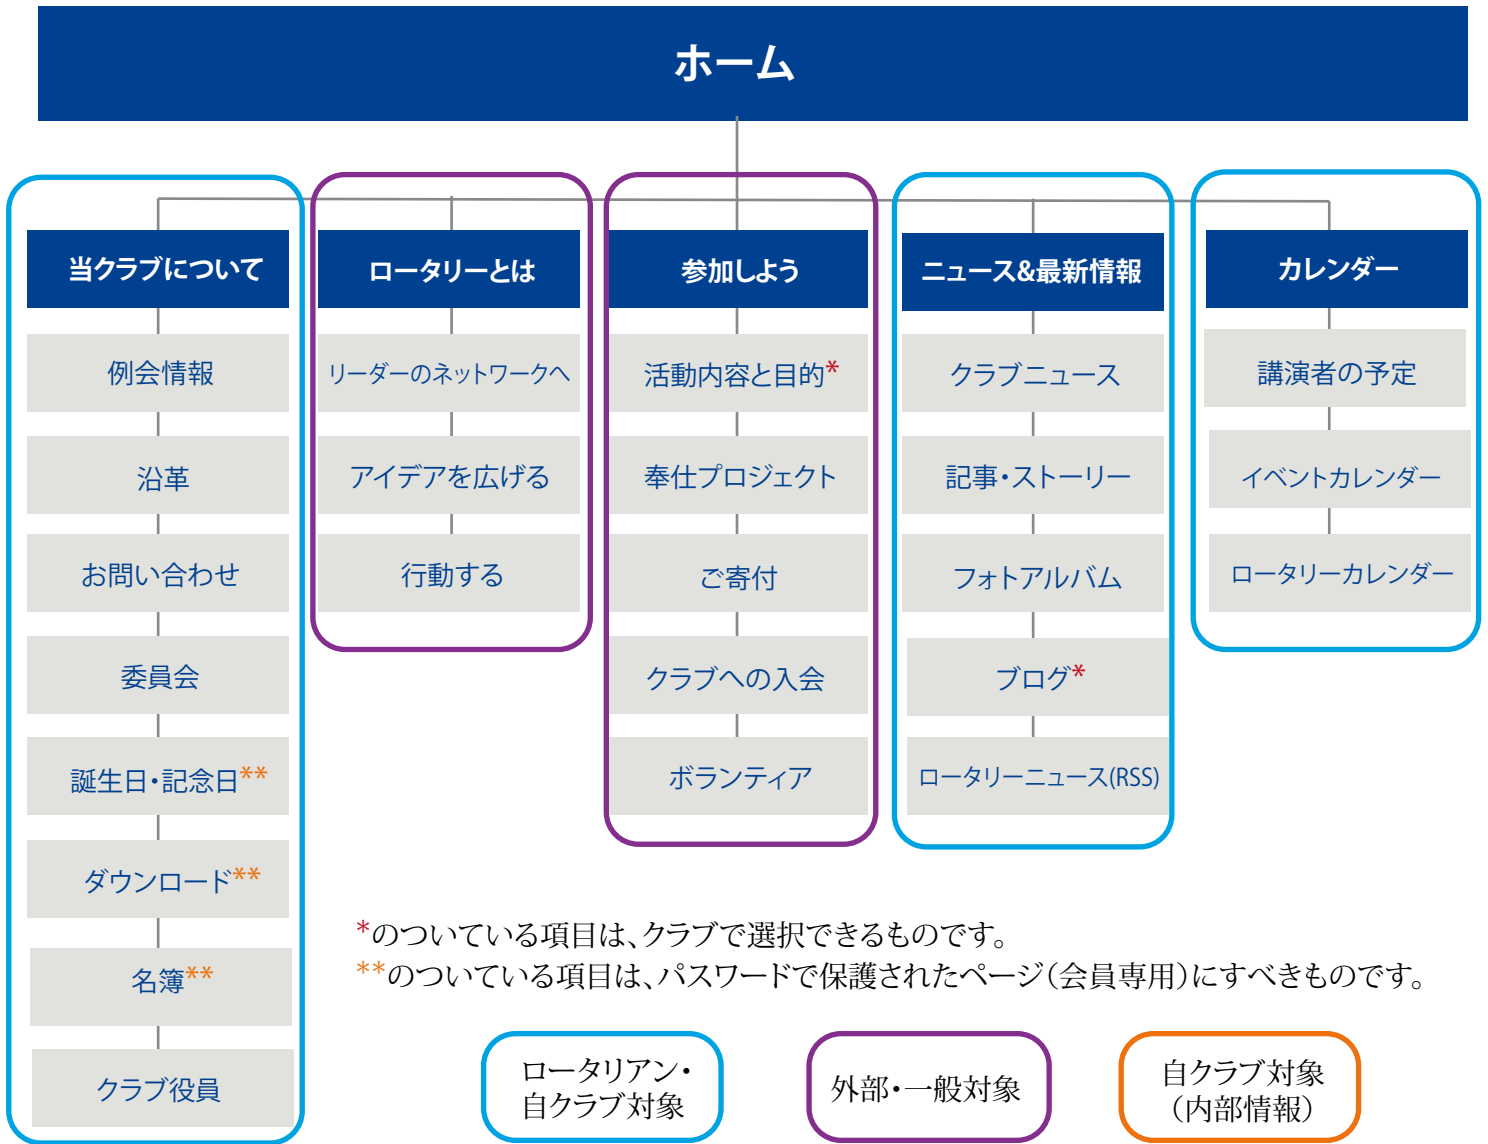 ホーム
当クラブについて
例会情報
沿革
お問い合わせ
委員会
誕生日・記念日**
ダウンロード**
名簿**
クラブ役員
ロータリーとは
リーダーのネットワークへ
アイデアを広げる
行動する
参加しよう
活動内容と目的*
奉仕プロジェクト
ご寄付
クラブへの入会
ボランティア
ニュース&最新情報
クラブニュース
記事・ストーリー
フォトアルバム
ブログ*
ロータリーニュース(RSS)
カレンダー
講演者の予定
イベントカレンダー
ロータリーカレンダー
*のついている項目は、クラブで選択できるものです。
**のついている項目は、パスワードで保護されたページ（会員専用）にすべきものです。
ロータリアン・
自クラブ対象
外部・一般対象
自クラブ対象
（内部情報）